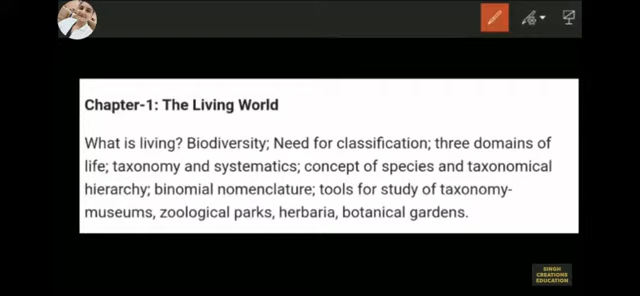 Chapter-1: The Living World
What is living? Biodiversity; Need for classification; three domains of
life; taxonomy and systematics; concept of species and taxonomical
hierarchy; binomial nomenclature; tools for study of taxonomy-
museums, zoological parks, herbaria, botanical gardens.
SINGH
CREATIONS
EDUCATION